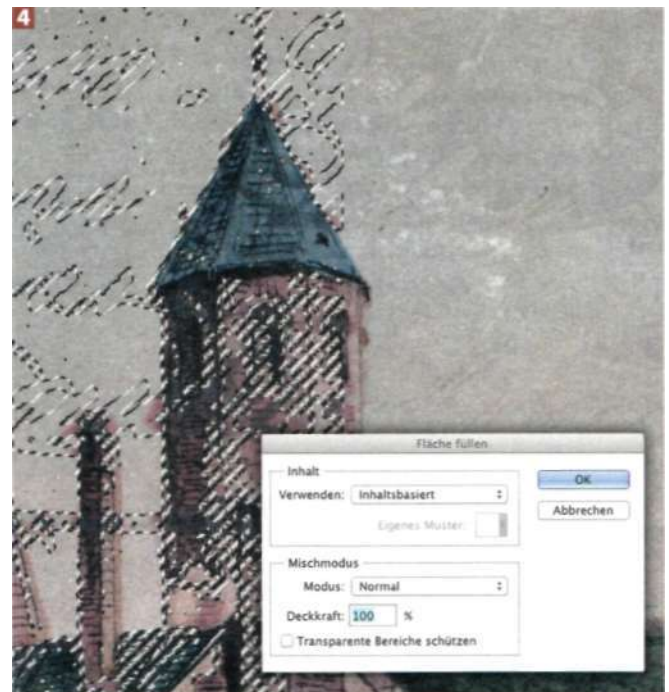 4
Fläche füllen
Inhalt
Verwenden: Inhaltsbasiert
Eigenes Muster:
OK
Abbrechen
Mischmodus
Modus: Normal
Deckkraft: 100 %
Transparente Bereiche schützen